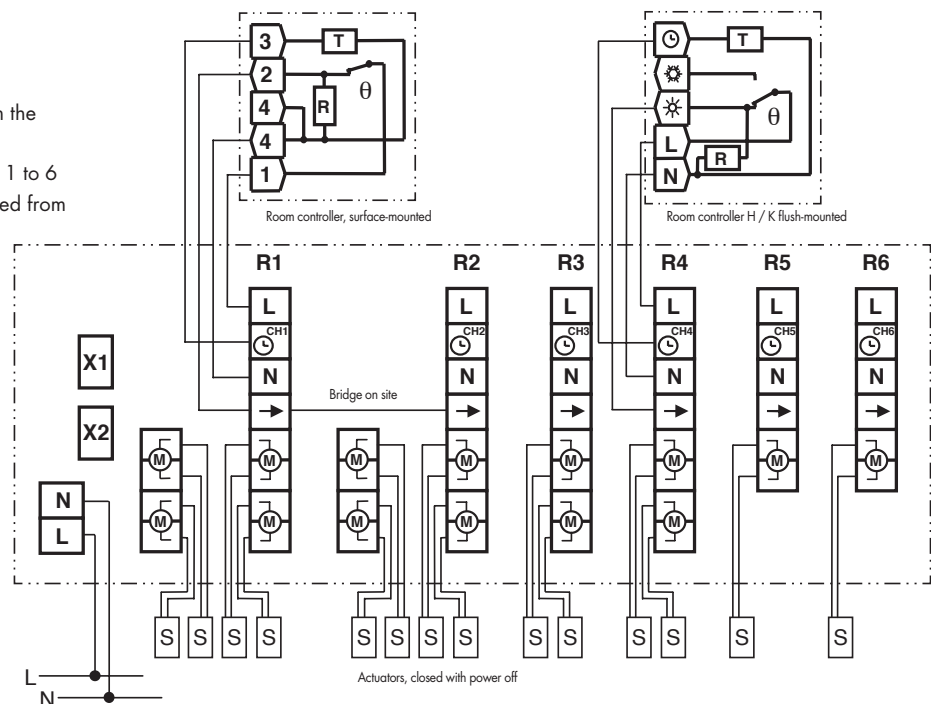 n the
1 to 6
ed from
3 T
2
θ
4 R
4
1
Room controller, surface-mounted
T
θ
L
R
N
Room controller H / K flush-mounted
R1 R2 R3 R4 R5 R6
L L L L L L
CH1 CH2 CH3 CH4 CH5 CH6
X1
N N N N N N
Bridge on site
X2
M M M M M M M M
N
M M M M M M
L
S S S S S S S S S S S S S S
L
Actuators, closed with power off
N